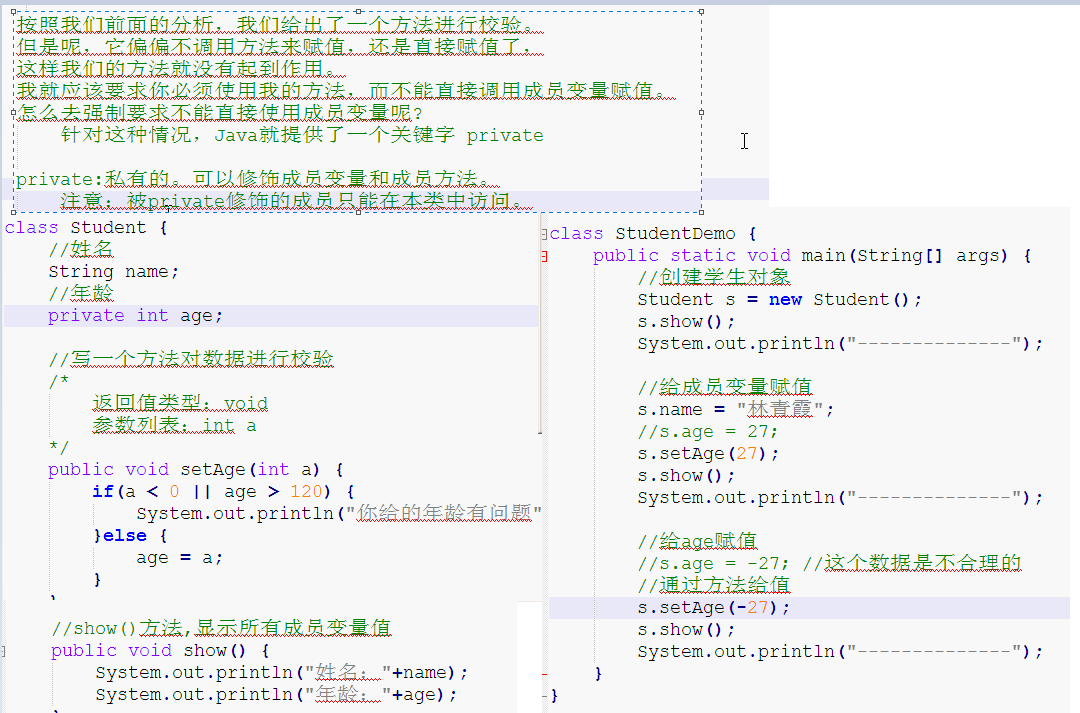 按照我们前面的分析，我们给出了一个方法进行校验。
但是呢，它偏偏不调用方法来赋值，还是直接赋值了，
这样我们的方法就没有起到作用。
我就应该要求你必须使用我的方法，而不能直接调用成员变量赋值。
怎么去强制要求不能直接使用成员变量呢?
针对这种情况，Java就提供了一个关键字 private
private:私有的。可以修饰成员变量和成员方法。
注意：被private修饰的成员只能在本类中访问。
class Student {
//姓名
String name;
//年龄
private int age;
//写一个方法对数据进行校验
/*
返回值类型：void
参数列表：int a
*/
public void setAge(int a) {
if(a < 0 || age > 120) {
System.out.println("你给的年龄有问题"
}else {
age = a;
}
//show()方法,显示所有成员变量值
public void show() {
System.out.println("姓名："+name);
System.out.println("年龄："+age);
class StudentDemo {
public static void main(String[] args) {
//创建学生对象
Student s = new Student();
s.show();
System.out.println("--------------");
//给成员变量赋值
s.name = "林青霞";
//s.age = 27;
s.setAge(27);
s.show();
System.out.println("--------------");
//给age赋值
//s.age = -27; //这个数据是不合理的
//通过方法给值
s.setAge(-27);
s.show();
System.out.println("--------------");
}
}